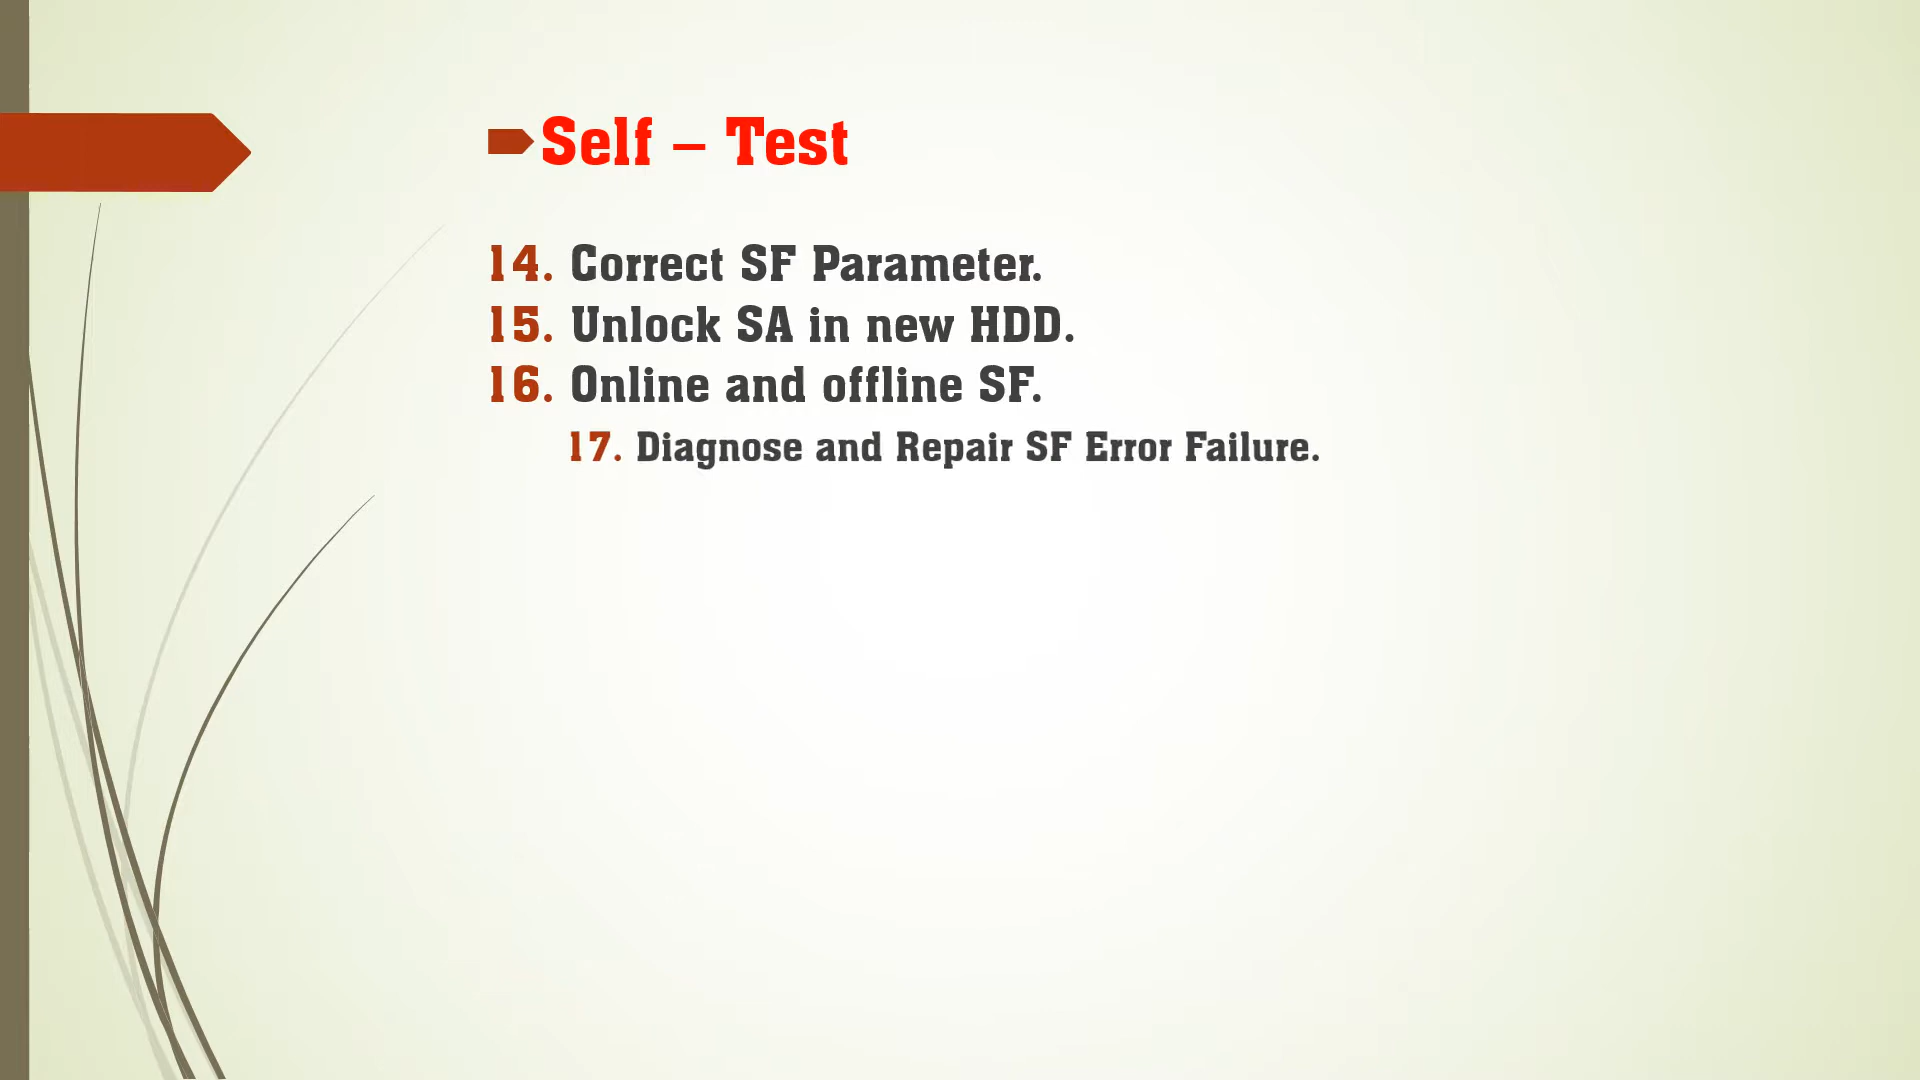 Self – Test
14. Correct SF Parameter.
15. Unlock SA in new HDD.
16. Online and offline SF.
17. Diagnose and Repair SF Error Failure.